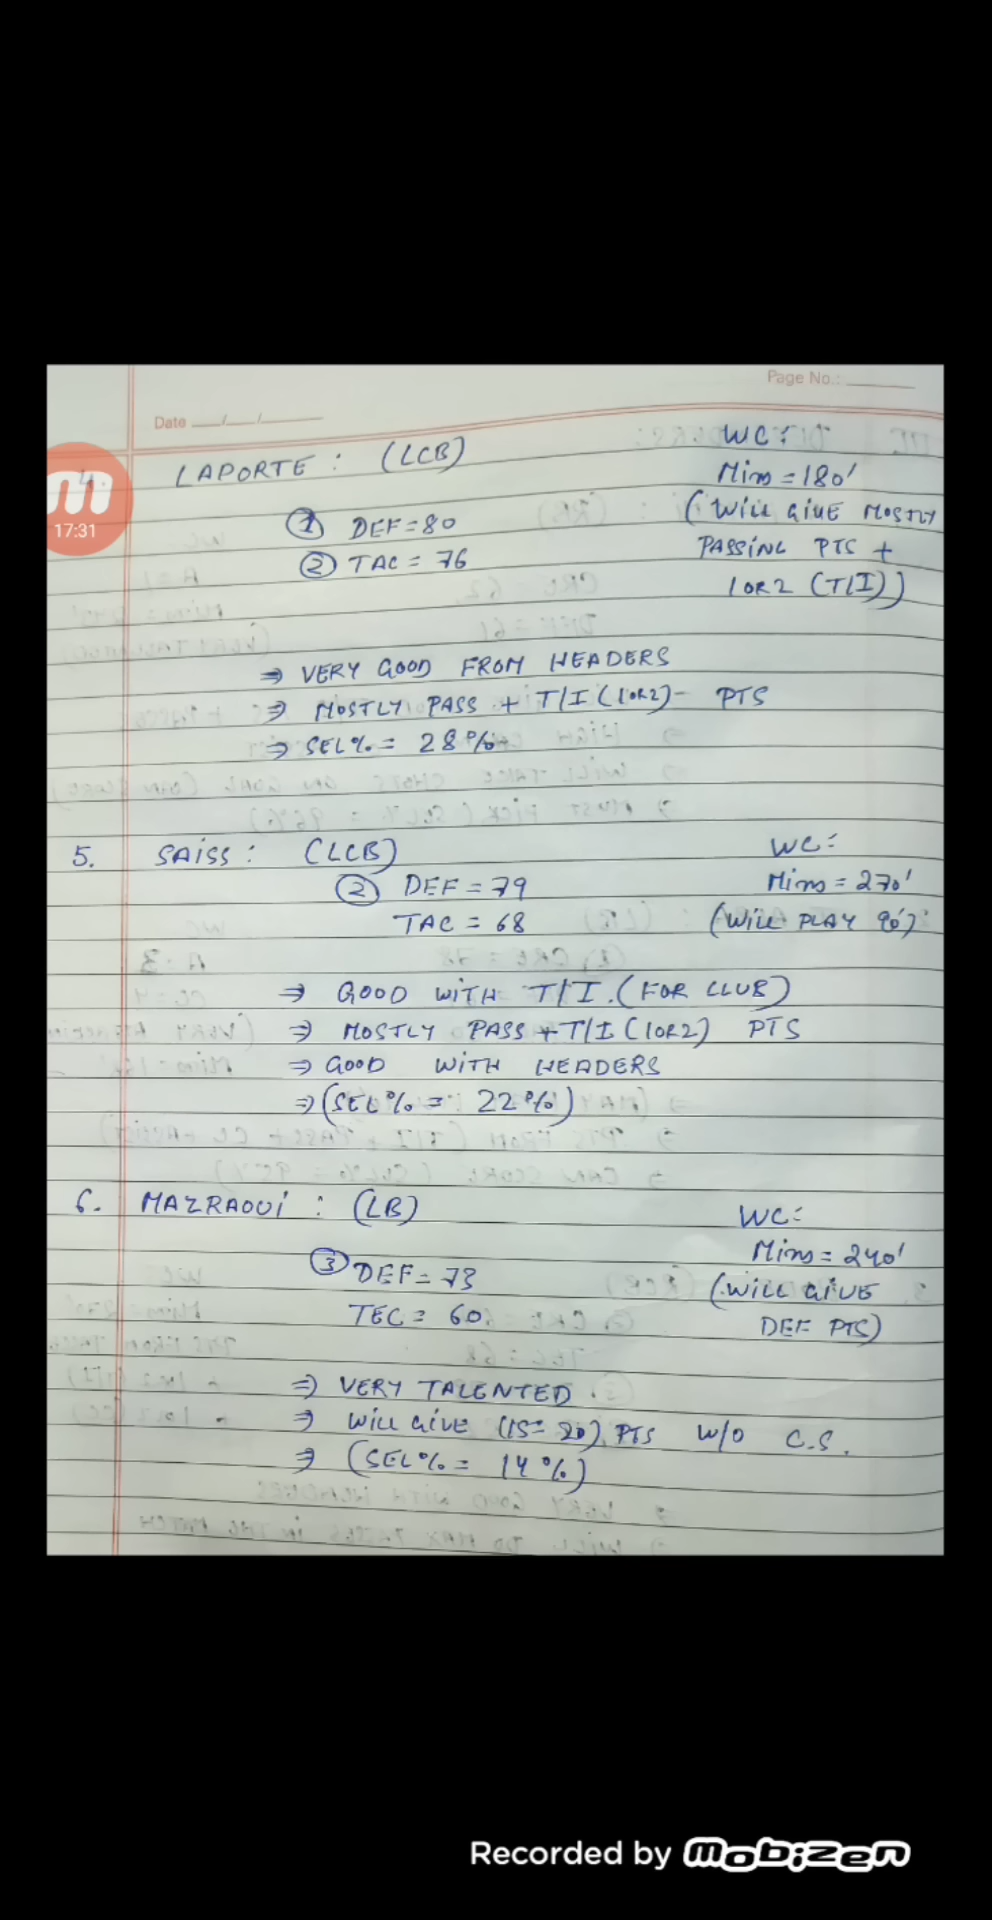 Page No.:
Date __/__/__
4.
17:31
LAPORTE : (LCB)
WC:
Mins = 180'
(WILL GIVE MOSTLY
PASSING PTS +
1 OR 2 (T/I))
① DEF = 80
② TAC = 76
⇒ VERY GOOD FROM HEADERS
⇒ MOSTLY PASS + T/I (1 OR 2) - PTS
⇒ SEL% = 28%
5. SAISS : (LCB)
WC:
② DEF = 79
Mins = 270'
TAC = 68
(WILL PLAY 90')
⇒ GOOD WITH T/I. (FOR CLUB)
⇒ MOSTLY PASS + T/I (1 OR 2) PTS
⇒ GOOD WITH HEADERS
⇒ (SEL% = 22%)
6. MAZRAOUI : (LB)
WC:
Mins = 240'
③ DEF = 73
(WILL GIVE
TEC = 60
DEF PTS)
⇒ VERY TALENTED
⇒ WILL GIVE (15-20) PTS W/O C.S.
⇒ (SEL% = 14%)
Recorded by mobizen